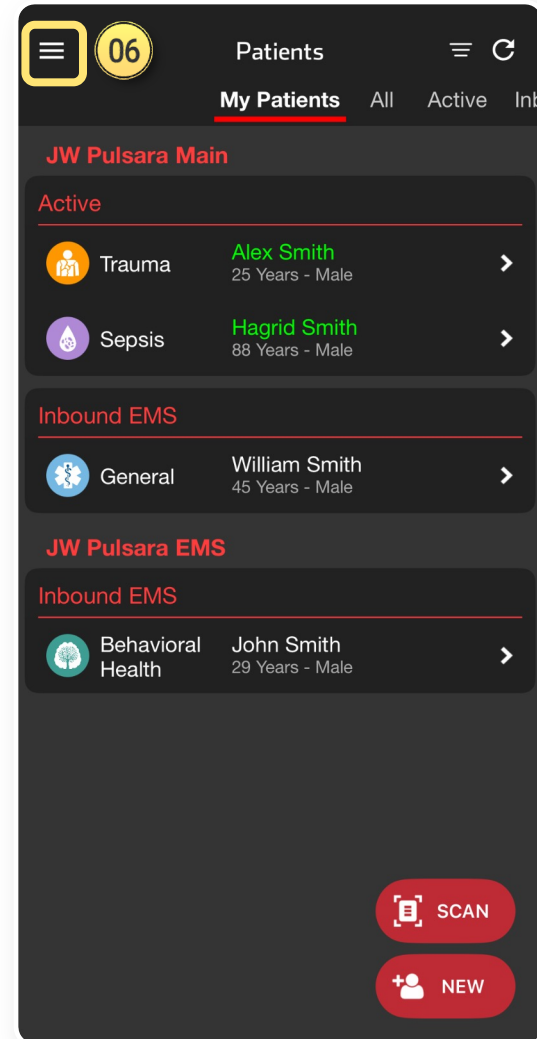 06 Patients
My Patients All Active Inb
JW Pulsara Main
Active
Trauma Alex Smith
25 Years - Male
Sepsis Hagrid Smith
88 Years - Male
Inbound EMS
General William Smith
45 Years - Male
JW Pulsara EMS
Inbound EMS
Behavioral Health John Smith
29 Years - Male
SCAN
NEW